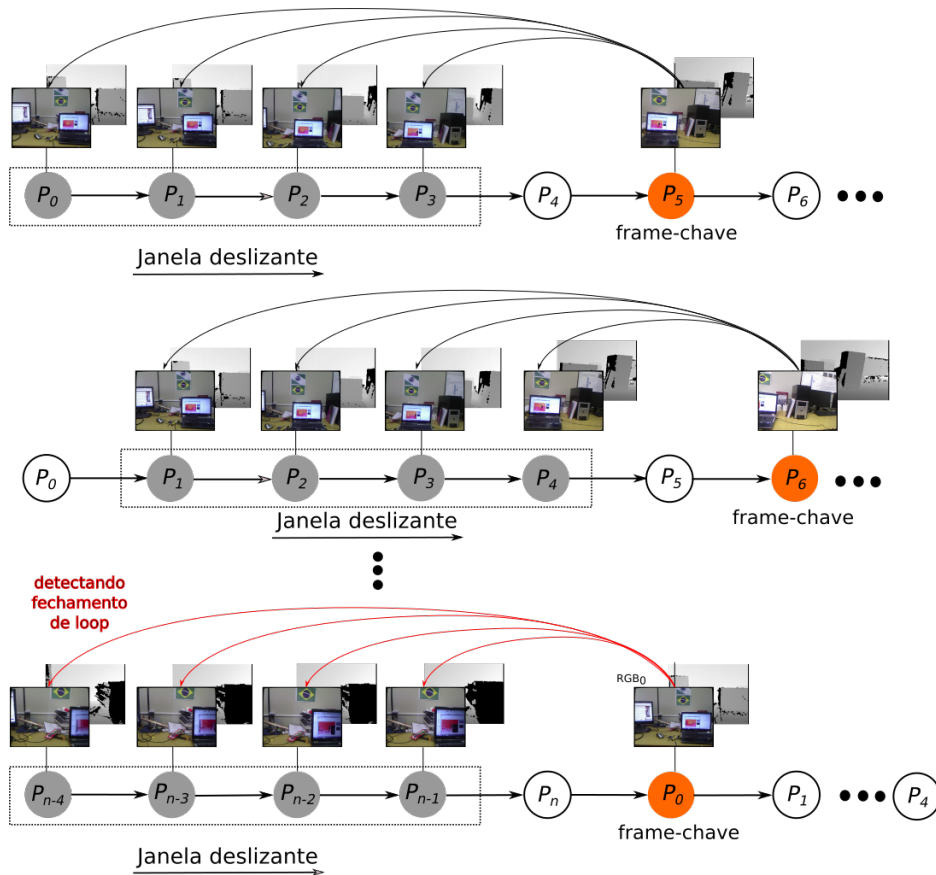 P0 P1 P2 P3 P4 P5 P6
frame-chave
Janela deslizante
P0 P1 P2 P3 P4 P5 P6
Janela deslizante
frame-chave
detectando
fechamento
de loop
RGB0
Pn-4 Pn-3 Pn-2 Pn-1 Pn P0 P1 P4
frame-chave
Janela deslizante